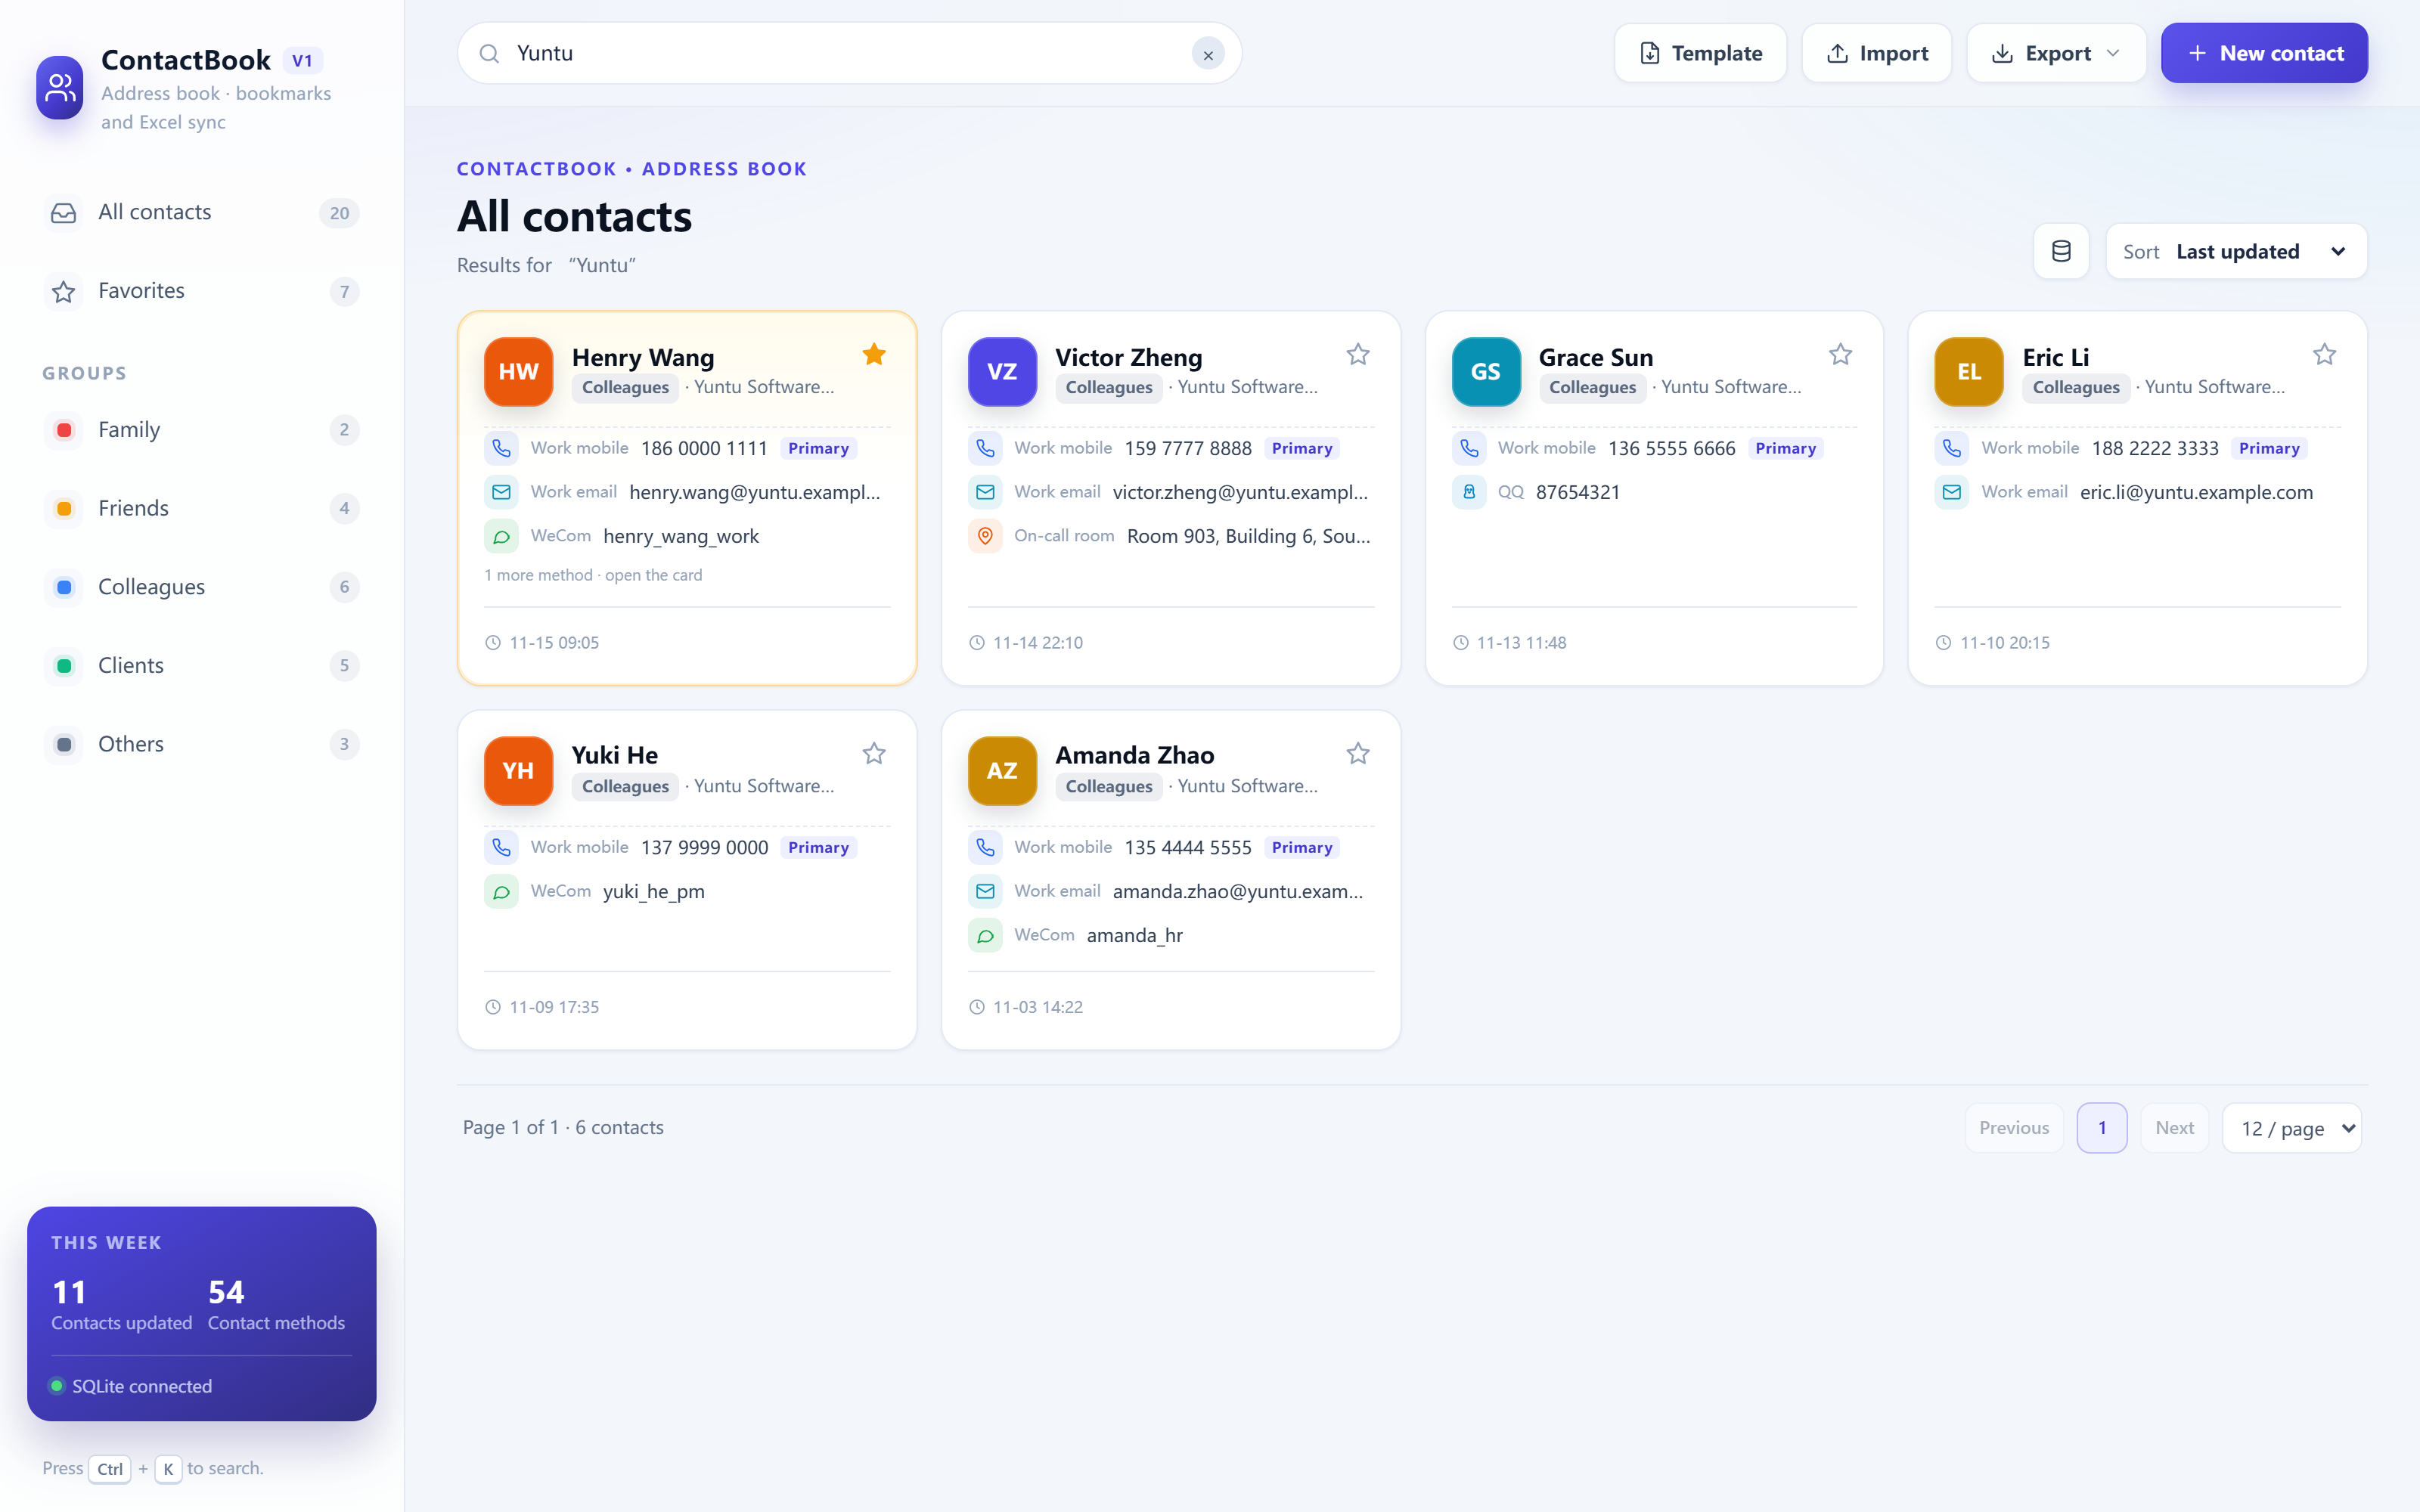 ContactBook V1
Address book · bookmarks
and Excel sync
All contacts 20
Favorites 7
GROUPS
Family 2
Friends 4
Colleagues 6
Clients 5
Others 3
THIS WEEK
11 54
Contacts updated Contact methods
SQLite connected
Press Ctrl + K to search.
Yuntu ×
Template Import Export + New contact
CONTACTBOOK • ADDRESS BOOK
All contacts
Results for “Yuntu”
Sort Last updated
HW Henry Wang
Colleagues · Yuntu Software...
Work mobile 186 0000 1111 Primary
Work email henry.wang@yuntu.exampl...
WeCom henry_wang_work
1 more method · open the card
11-15 09:05
VZ Victor Zheng
Colleagues · Yuntu Software...
Work mobile 159 7777 8888 Primary
Work email victor.zheng@yuntu.exampl...
On-call room Room 903, Building 6, Sou...
11-14 22:10
GS Grace Sun
Colleagues · Yuntu Software...
Work mobile 136 5555 6666 Primary
QQ 87654321
11-13 11:48
EL Eric Li
Colleagues · Yuntu Software...
Work mobile 188 2222 3333 Primary
Work email eric.li@yuntu.example.com
11-10 20:15
YH Yuki He
Colleagues · Yuntu Software...
Work mobile 137 9999 0000 Primary
WeCom yuki_he_pm
11-09 17:35
AZ Amanda Zhao
Colleagues · Yuntu Software...
Work mobile 135 4444 5555 Primary
Work email amanda.zhao@yuntu.exam...
WeCom amanda_hr
11-03 14:22
Page 1 of 1 · 6 contacts
Previous 1 Next 12 / page